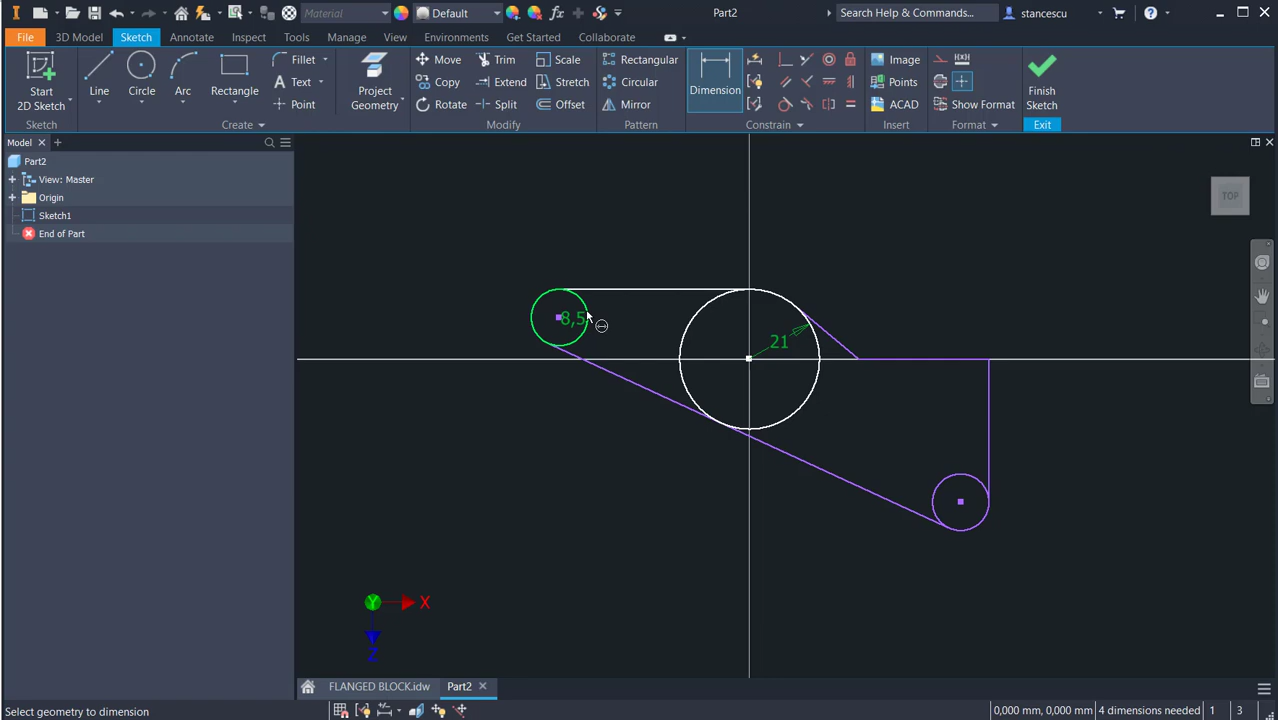 Material
Default
Part2
Search Help & Commands...
stancescu
File
3D Model
Sketch
Annotate
Inspect
Tools
Manage
View
Environments
Get Started
Collaborate
Start
2D Sketch
Line
Circle
Arc
Rectangle
Fillet
Text
Point
Project
Geometry
Move
Copy
Rotate
Trim
Extend
Split
Scale
Stretch
Offset
Rectangular
Circular
Mirror
Dimension
Image
Points
ACAD
Show Format
Finish
Sketch
Sketch
Create
Modify
Pattern
Constrain
Insert
Format
Exit
Model
Part2
View: Master
Origin
Sketch1
End of Part
TOP
8,5
21
Y
X
Z
FLANGED BLOCK.idw
Part2
Select geometry to dimension
0,000 mm, 0,000 mm
4 dimensions needed
1
3